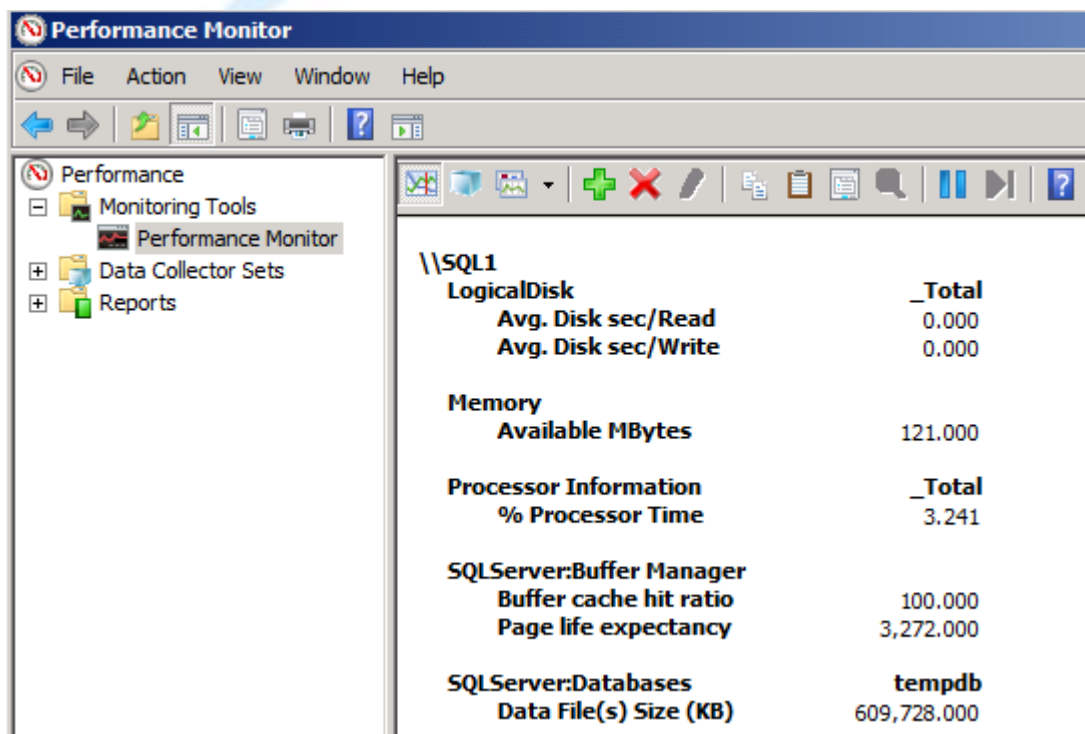 Performance Monitor
File Action View Window Help
Performance
Monitoring Tools
Performance Monitor
Data Collector Sets
Reports
\\SQL1
LogicalDisk _Total
Avg. Disk sec/Read 0.000
Avg. Disk sec/Write 0.000
Memory
Available MBytes 121.000
Processor Information _Total
% Processor Time 3.241
SQLServer:Buffer Manager
Buffer cache hit ratio 100.000
Page life expectancy 3,272.000
SQLServer:Databases tempdb
Data File(s) Size (KB) 609,728.000